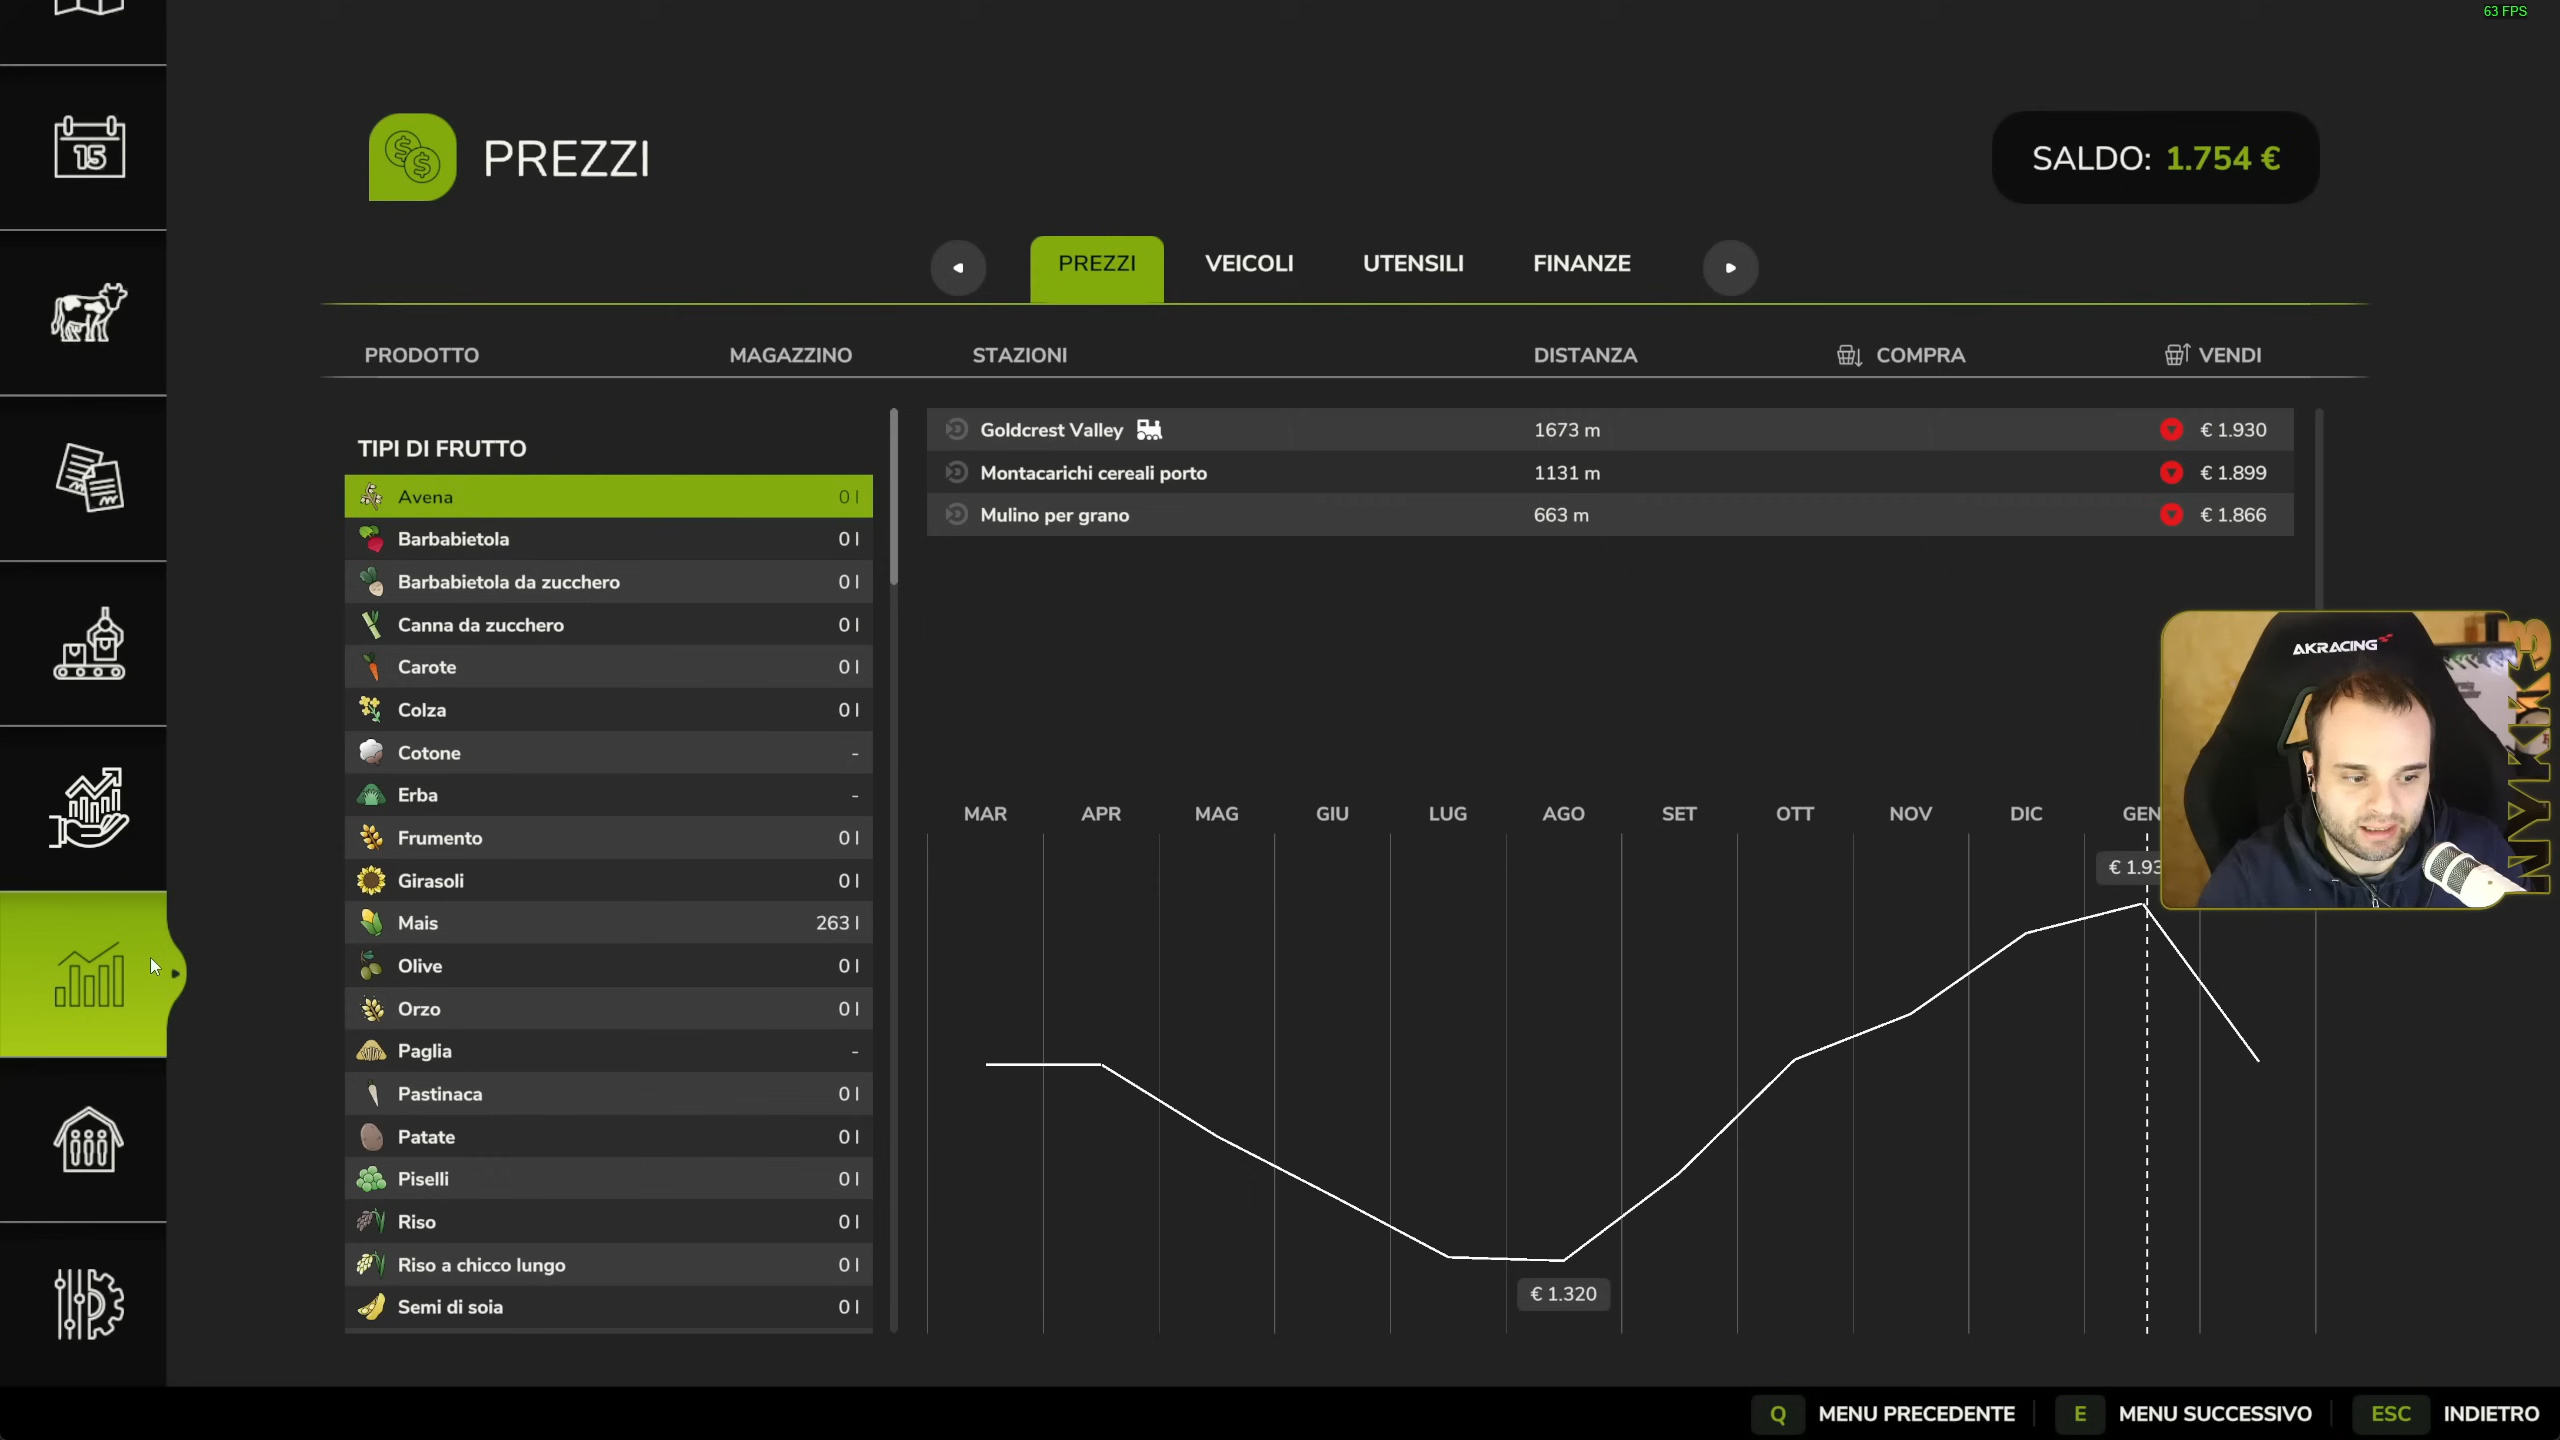 63 FPS
15
PREZZI
SALDO: 1.754 €
PREZZI VEICOLI UTENSILI FINANZE
PRODOTTO MAGAZZINO STAZIONI DISTANZA COMPRA VENDI
TIPI DI FRUTTO
Avena 0 l
Barbabietola 0 l
Barbabietola da zucchero 0 l
Canna da zucchero 0 l
Carote 0 l
Colza 0 l
Cotone -
Erba -
Frumento 0 l
Girasoli 0 l
Mais 263 l
Olive 0 l
Orzo 0 l
Paglia -
Pastinaca 0 l
Patate 0 l
Piselli 0 l
Riso 0 l
Riso a chicco lungo 0 l
Semi di soia 0 l
Goldcrest Valley 1673 m € 1.930
Montacarichi cereali porto 1131 m € 1.899
Mulino per grano 663 m € 1.866
MAR APR MAG GIU LUG AGO SET OTT NOV DIC GEN
€ 1.93
€ 1.320
AKRACING
NYKK3
Q MENU PRECEDENTE E MENU SUCCESSIVO ESC INDIETRO